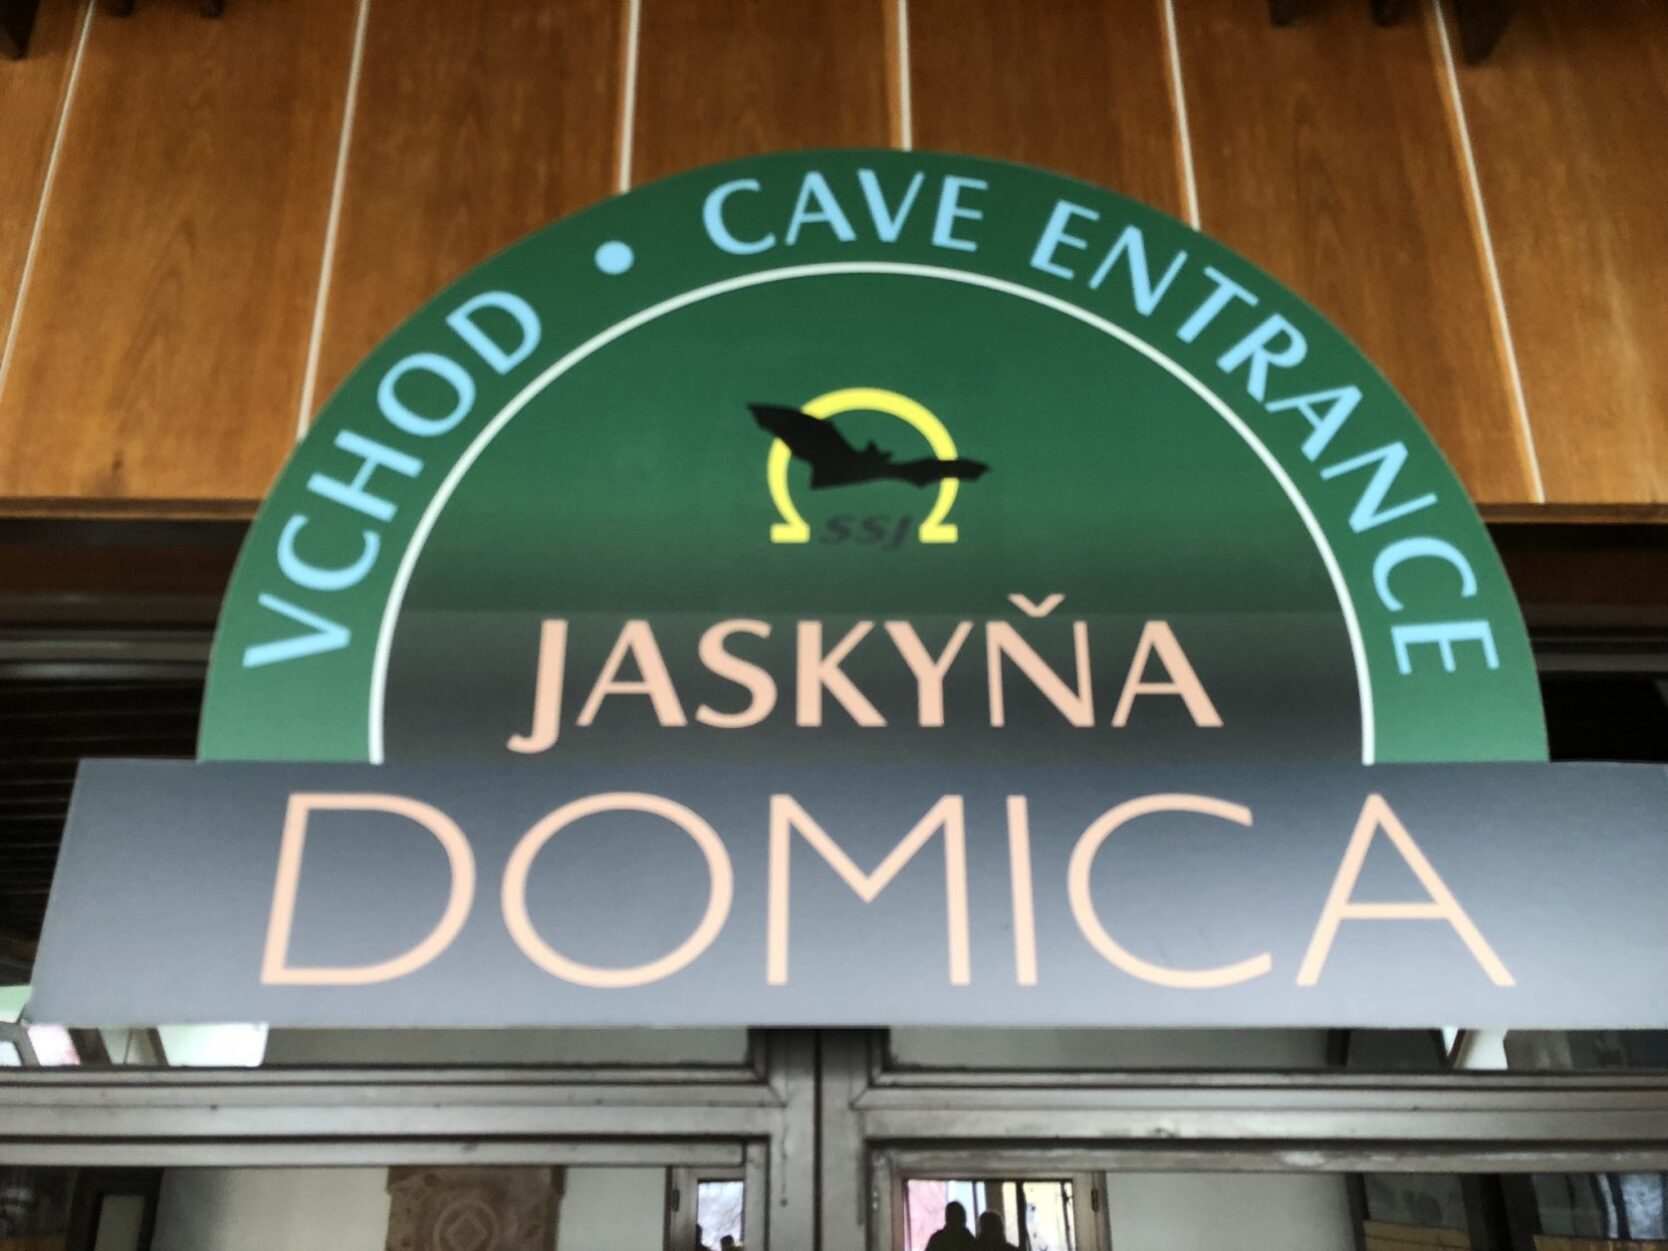 VCHOD • CAVE ENTRANCE
SSJ
JASKYŇA
DOMICA